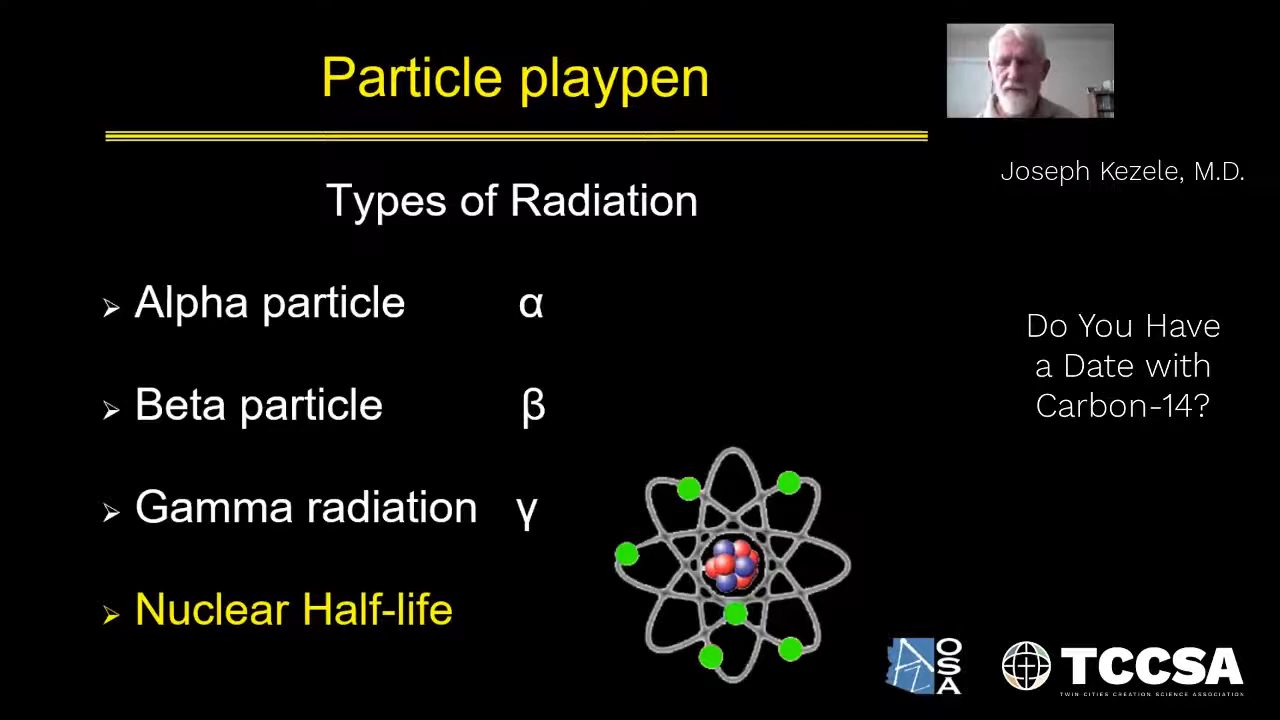 Particle playpen
Types of Radiation
➢ Alpha particle α
➢ Beta particle β
➢ Gamma radiation γ
➢ Nuclear Half-life
Joseph Kezele, M.D.
Do You Have
a Date with
Carbon-14?
AZ
OSA
TCCSA
TWIN-CITIES CREATION SCIENCE ASSOCIATION